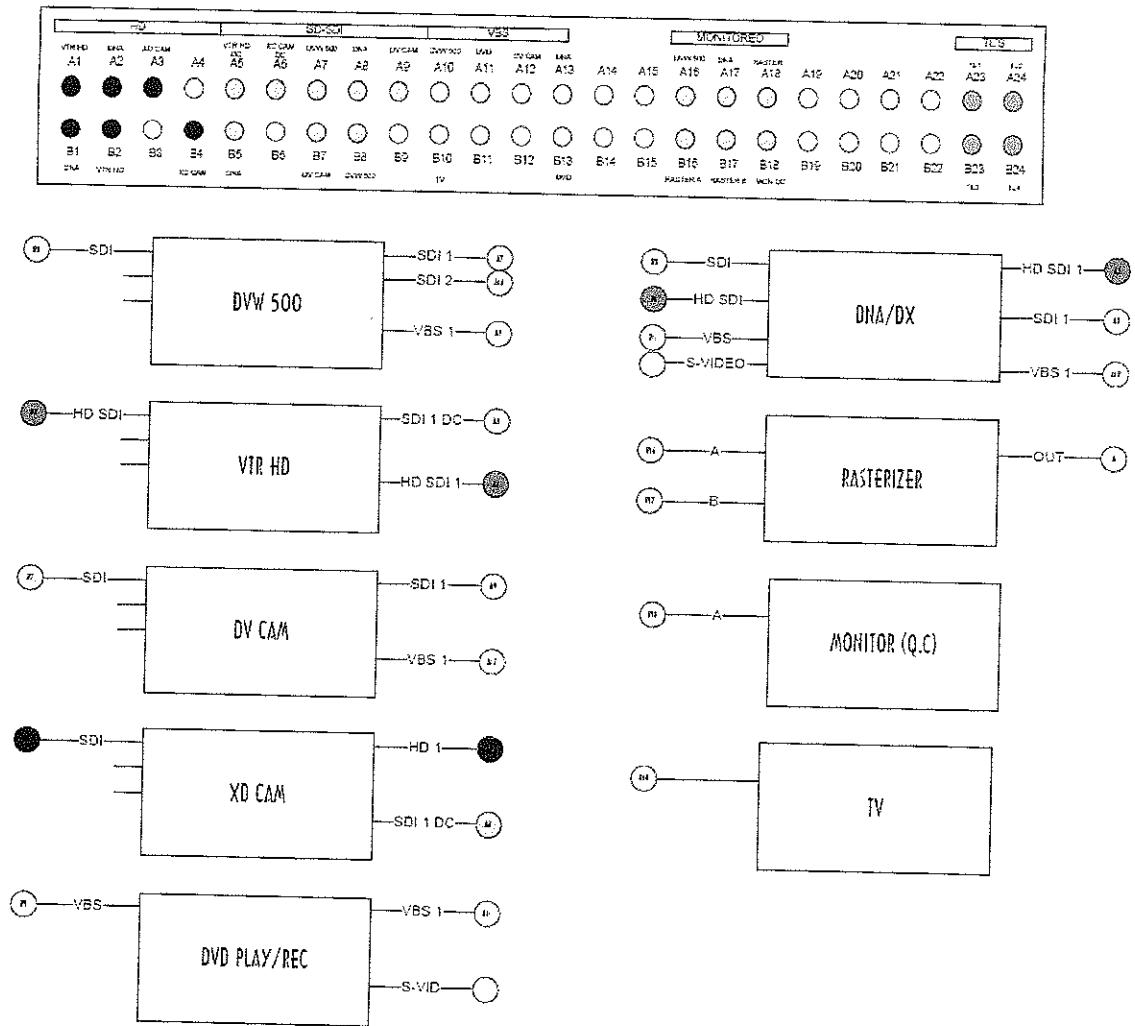 HD SD-SDI VBS MONITOREO TL'S
VTR HD DNA XD CAM VTR HD DC XD CAM DC DVW 500 DNA DV CAM DVW 500 DVD DV CAM DNA DVW 500 DNA RASTER TL1 TL2
A1 A2 A3 A4 A5 A6 A7 A8 A9 A10 A11 A12 A13 A14 A15 A16 A17 A18 A19 A20 A21 A22 A23 A24
B1 B2 B3 B4 B5 B6 B7 B8 B9 B10 B11 B12 B13 B14 B15 B16 B17 B18 B19 B20 B21 B22 B23 B24
DNA VTR HD XD CAM DNA DV CAM DVW 500 TV DVD RASTER A RASTER B MON QC TL3 TL4
SDI
DVW 500
SDI 1
SDI 2
VBS 1
HD SDI
VTR HD
SDI 1 DC
HD SDI 1
SDI
DV CAM
SDI 1
VBS 1
SDI
XD CAM
HD 1
SDI 1 DC
VBS
DVD PLAY/REC
VBS 1
S-VID
SDI
HD SDI
VBS
S-VIDEO
DNA/DX
HD SDI 1
SDI 1
VBS 1
A
B
RASTERIZER
OUT
A
MONITOR (Q.C)
TV